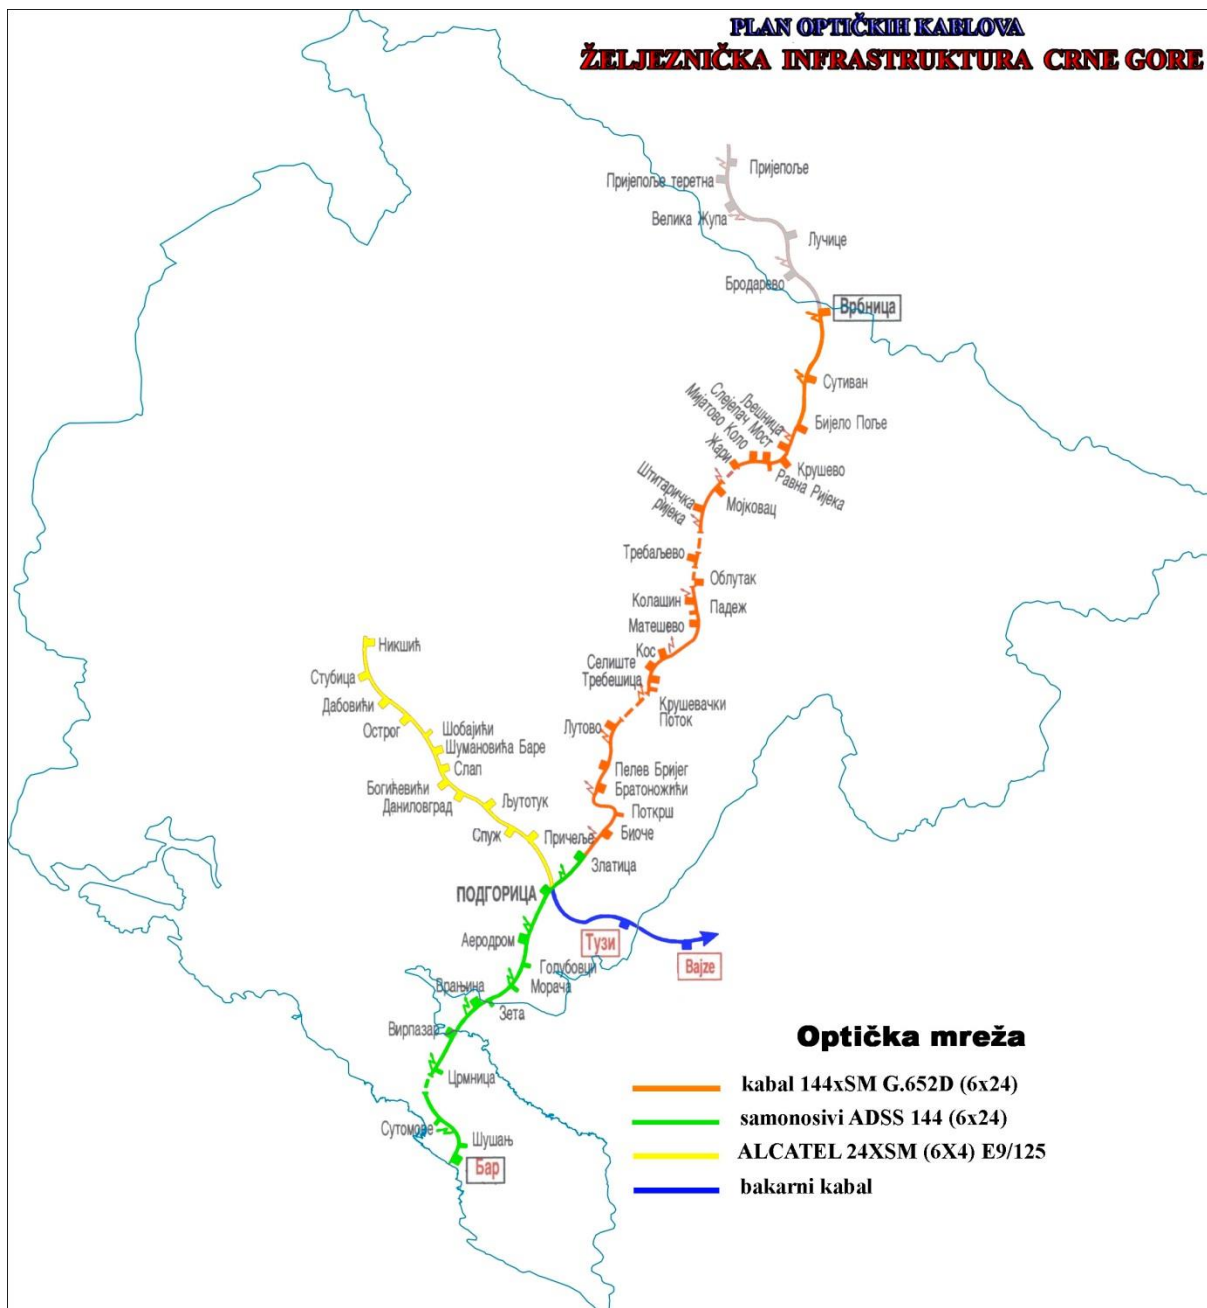 PLAN OPTIČKIH KABLOVA
ŽELJEZNIČKA INFRASTRUKTURA CRNE GORE
Пријепоље
Пријепоље теретна
Велика Жупа
Лучице
Бродарево
Врбница
Сутиван
Бијело Поље
Љешница
Слејепач Мост
Мијатово Коло
Жари
Крушево
Равна Ријека
Мојковац
Штитаричка
ријека
Требаљево
Облутак
Колашин
Падеж
Матешево
Кос
Селиште
Требешица
Крушевачки
Поток
Лутово
Пелев Бријег
Братоножићи
Поткрш
Биоче
Златица
Никшић
Стубица
Дабовићи
Острог
Шобајићи
Шумановића Баре
Слап
Богићевићи
Даниловград
Љутотук
Спуж
Причеље
ПОДГОРИЦА
Тузи
Bajze
Аеродром
Голубовци
Морача
Врањина
Зета
Вирпазар
Црмница
Сутоморе
Шушањ
Бар
Optička mreža
kabal 144xSM G.652D (6x24)
samonosivi ADSS 144 (6x24)
ALCATEL 24XSM (6X4) E9/125
bakarni kabal